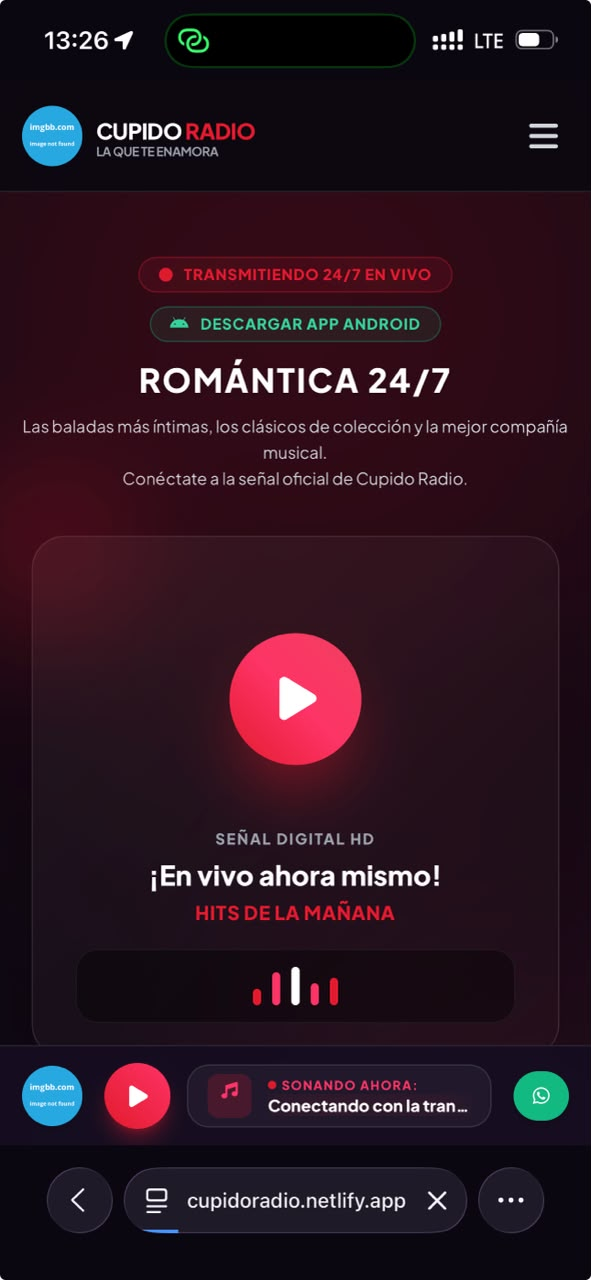 13:26
LTE
imgbb.com
image not found
CUPIDO RADIO
LA QUE TE ENAMORA
TRANSMITIENDO 24/7 EN VIVO
DESCARGAR APP ANDROID
ROMÁNTICA 24/7
Las baladas más íntimas, los clásicos de colección y la mejor compañía
musical.
Conéctate a la señal oficial de Cupido Radio.
SEÑAL DIGITAL HD
¡En vivo ahora mismo!
HITS DE LA MAÑANA
imgbb.com
image not found
SONANDO AHORA:
Conectando con la tran...
cupidoradio.netlify.app